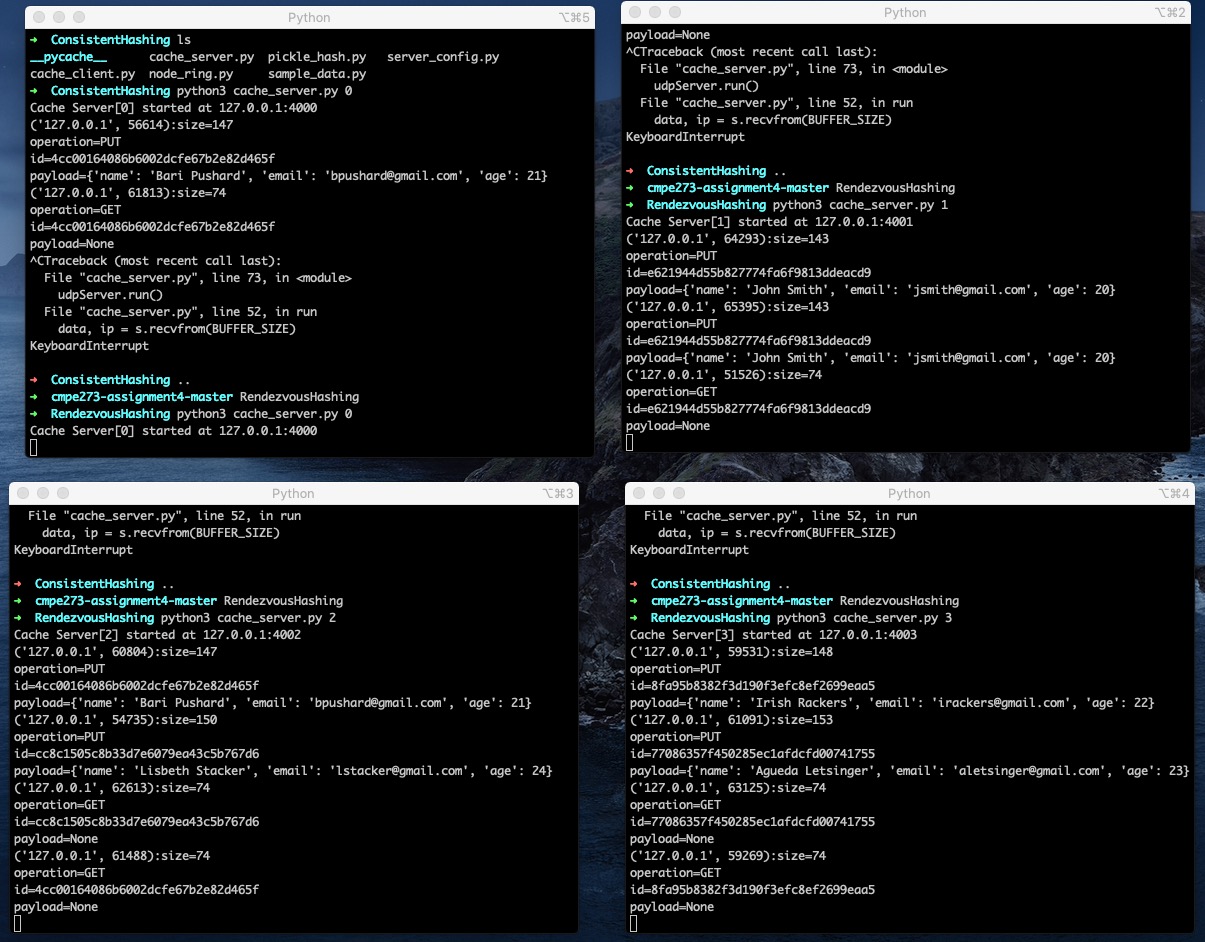 Python ⌥⌘5
➜ ConsistentHashing ls
__pycache__ cache_server.py pickle_hash.py server_config.py
cache_client.py node_ring.py sample_data.py
➜ ConsistentHashing python3 cache_server.py 0
Cache Server[0] started at 127.0.0.1:4000
('127.0.0.1', 56614):size=147
operation=PUT
id=4cc00164086b6002dcfe67b2e82d465f
payload={'name': 'Bari Pushard', 'email': 'bpushard@gmail.com', 'age': 21}
('127.0.0.1', 61813):size=74
operation=GET
id=4cc00164086b6002dcfe67b2e82d465f
payload=None
^CTraceback (most recent call last):
  File "cache_server.py", line 73, in <module>
    udpServer.run()
  File "cache_server.py", line 52, in run
    data, ip = s.recvfrom(BUFFER_SIZE)
KeyboardInterrupt
➜ ConsistentHashing ..
➜ cmpe273-assignment4-master RendezvousHashing
➜ RendezvousHashing python3 cache_server.py 0
Cache Server[0] started at 127.0.0.1:4000
Python ⌥⌘2
payload=None
^CTraceback (most recent call last):
  File "cache_server.py", line 73, in <module>
    udpServer.run()
  File "cache_server.py", line 52, in run
    data, ip = s.recvfrom(BUFFER_SIZE)
KeyboardInterrupt
➜ ConsistentHashing ..
➜ cmpe273-assignment4-master RendezvousHashing
➜ RendezvousHashing python3 cache_server.py 1
Cache Server[1] started at 127.0.0.1:4001
('127.0.0.1', 64293):size=143
operation=PUT
id=e621944d55b827774fa6f9813ddeacd9
payload={'name': 'John Smith', 'email': 'jsmith@gmail.com', 'age': 20}
('127.0.0.1', 65395):size=143
operation=PUT
id=e621944d55b827774fa6f9813ddeacd9
payload={'name': 'John Smith', 'email': 'jsmith@gmail.com', 'age': 20}
('127.0.0.1', 51526):size=74
operation=GET
id=e621944d55b827774fa6f9813ddeacd9
payload=None
Python ⌥⌘3
  File "cache_server.py", line 52, in run
    data, ip = s.recvfrom(BUFFER_SIZE)
KeyboardInterrupt
➜ ConsistentHashing ..
➜ cmpe273-assignment4-master RendezvousHashing
➜ RendezvousHashing python3 cache_server.py 2
Cache Server[2] started at 127.0.0.1:4002
('127.0.0.1', 60804):size=147
operation=PUT
id=4cc00164086b6002dcfe67b2e82d465f
payload={'name': 'Bari Pushard', 'email': 'bpushard@gmail.com', 'age': 21}
('127.0.0.1', 54735):size=150
operation=PUT
id=cc8c1505c8b33d7e6079ea43c5b767d6
payload={'name': 'Lisbeth Stacker', 'email': 'lstacker@gmail.com', 'age': 24}
('127.0.0.1', 62613):size=74
operation=GET
id=cc8c1505c8b33d7e6079ea43c5b767d6
payload=None
('127.0.0.1', 61488):size=74
operation=GET
id=4cc00164086b6002dcfe67b2e82d465f
payload=None
Python ⌥⌘4
  File "cache_server.py", line 52, in run
    data, ip = s.recvfrom(BUFFER_SIZE)
KeyboardInterrupt
➜ ConsistentHashing ..
➜ cmpe273-assignment4-master RendezvousHashing
➜ RendezvousHashing python3 cache_server.py 3
Cache Server[3] started at 127.0.0.1:4003
('127.0.0.1', 59531):size=148
operation=PUT
id=8fa95b8382f3d190f3efc8ef2699eaa5
payload={'name': 'Irish Rackers', 'email': 'irackers@gmail.com', 'age': 22}
('127.0.0.1', 61091):size=153
operation=PUT
id=77086357f450285ec1afdcfd00741755
payload={'name': 'Agueda Letsinger', 'email': 'aletsinger@gmail.com', 'age': 23}
('127.0.0.1', 63125):size=74
operation=GET
id=77086357f450285ec1afdcfd00741755
payload=None
('127.0.0.1', 59269):size=74
operation=GET
id=8fa95b8382f3d190f3efc8ef2699eaa5
payload=None